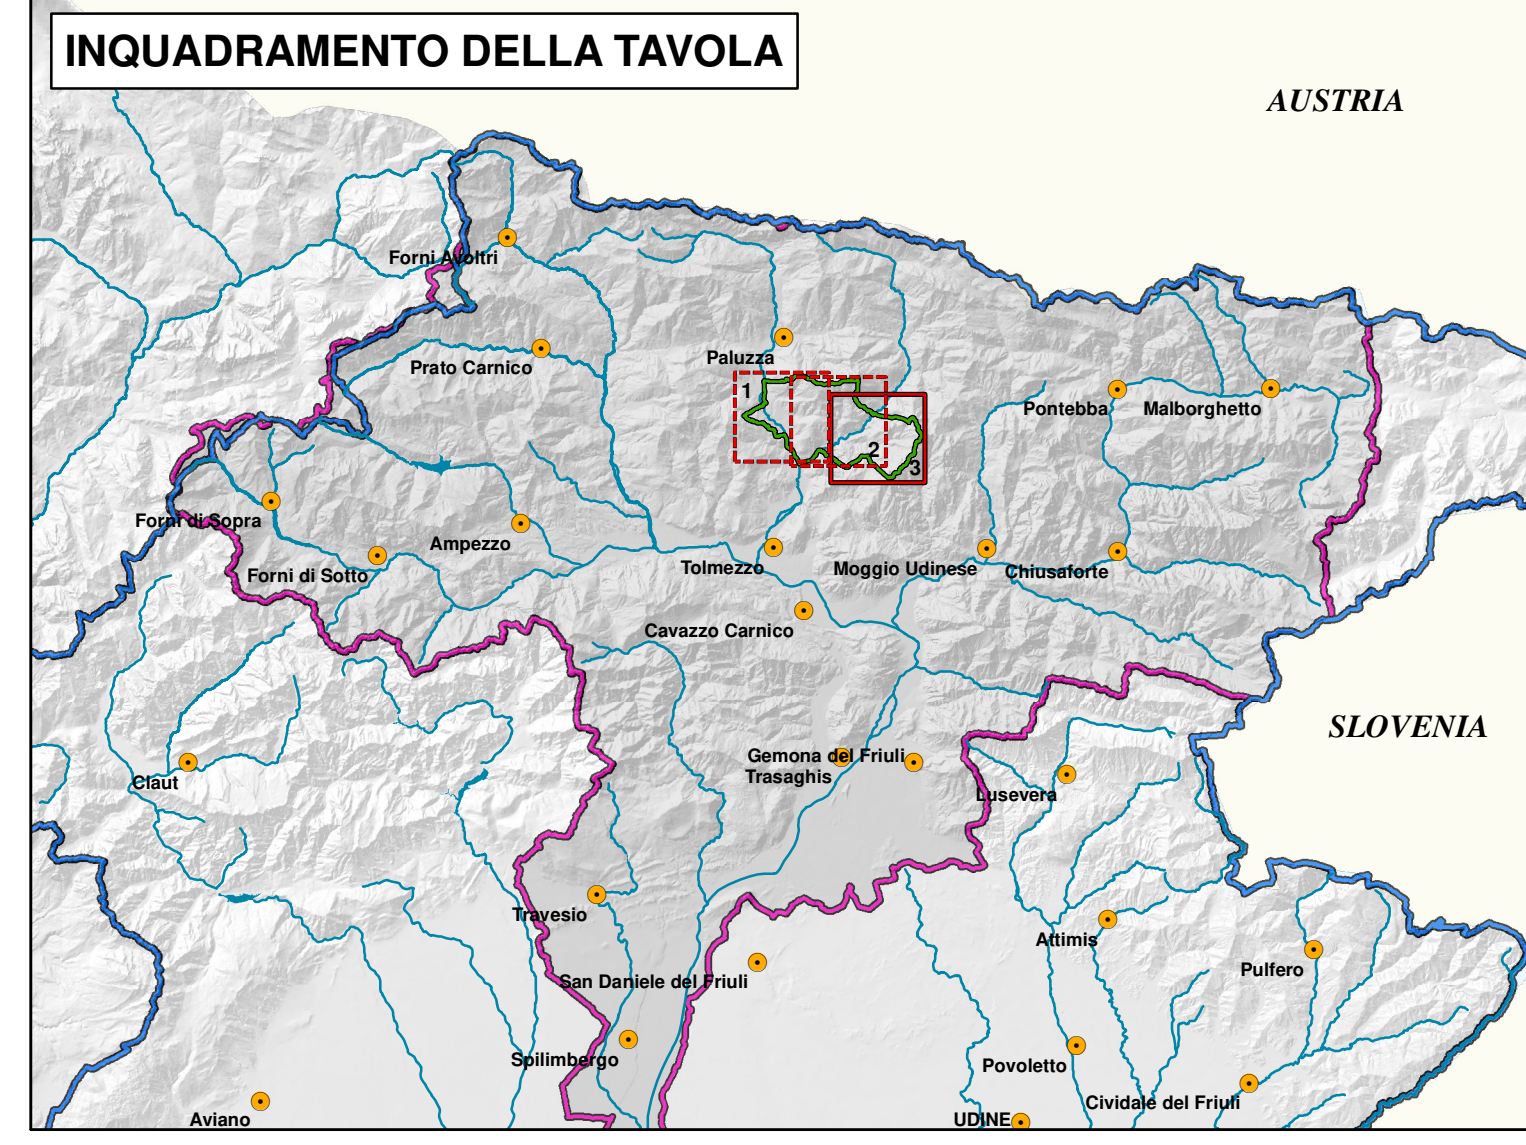 INQUADRAMENTO DELLA TAVOLA
AUSTRIA
Forni Avoltri
Paluzza
Prato Carnico
1
Pontebba
Malborghetto
2
3
Forni di Sopra
Ampezzo
Forni di Sotto
Tolmezzo
Moggio Udinese
Chiusaforte
Cavazzo Carnico
SLOVENIA
Gemona del Friuli
Trasaghis
Claut
Lusevera
Travesio
Attimis
Pulfero
San Daniele del Friuli
Spilimbergo
Povoletto
Cividale del Friuli
Aviano
UDINE